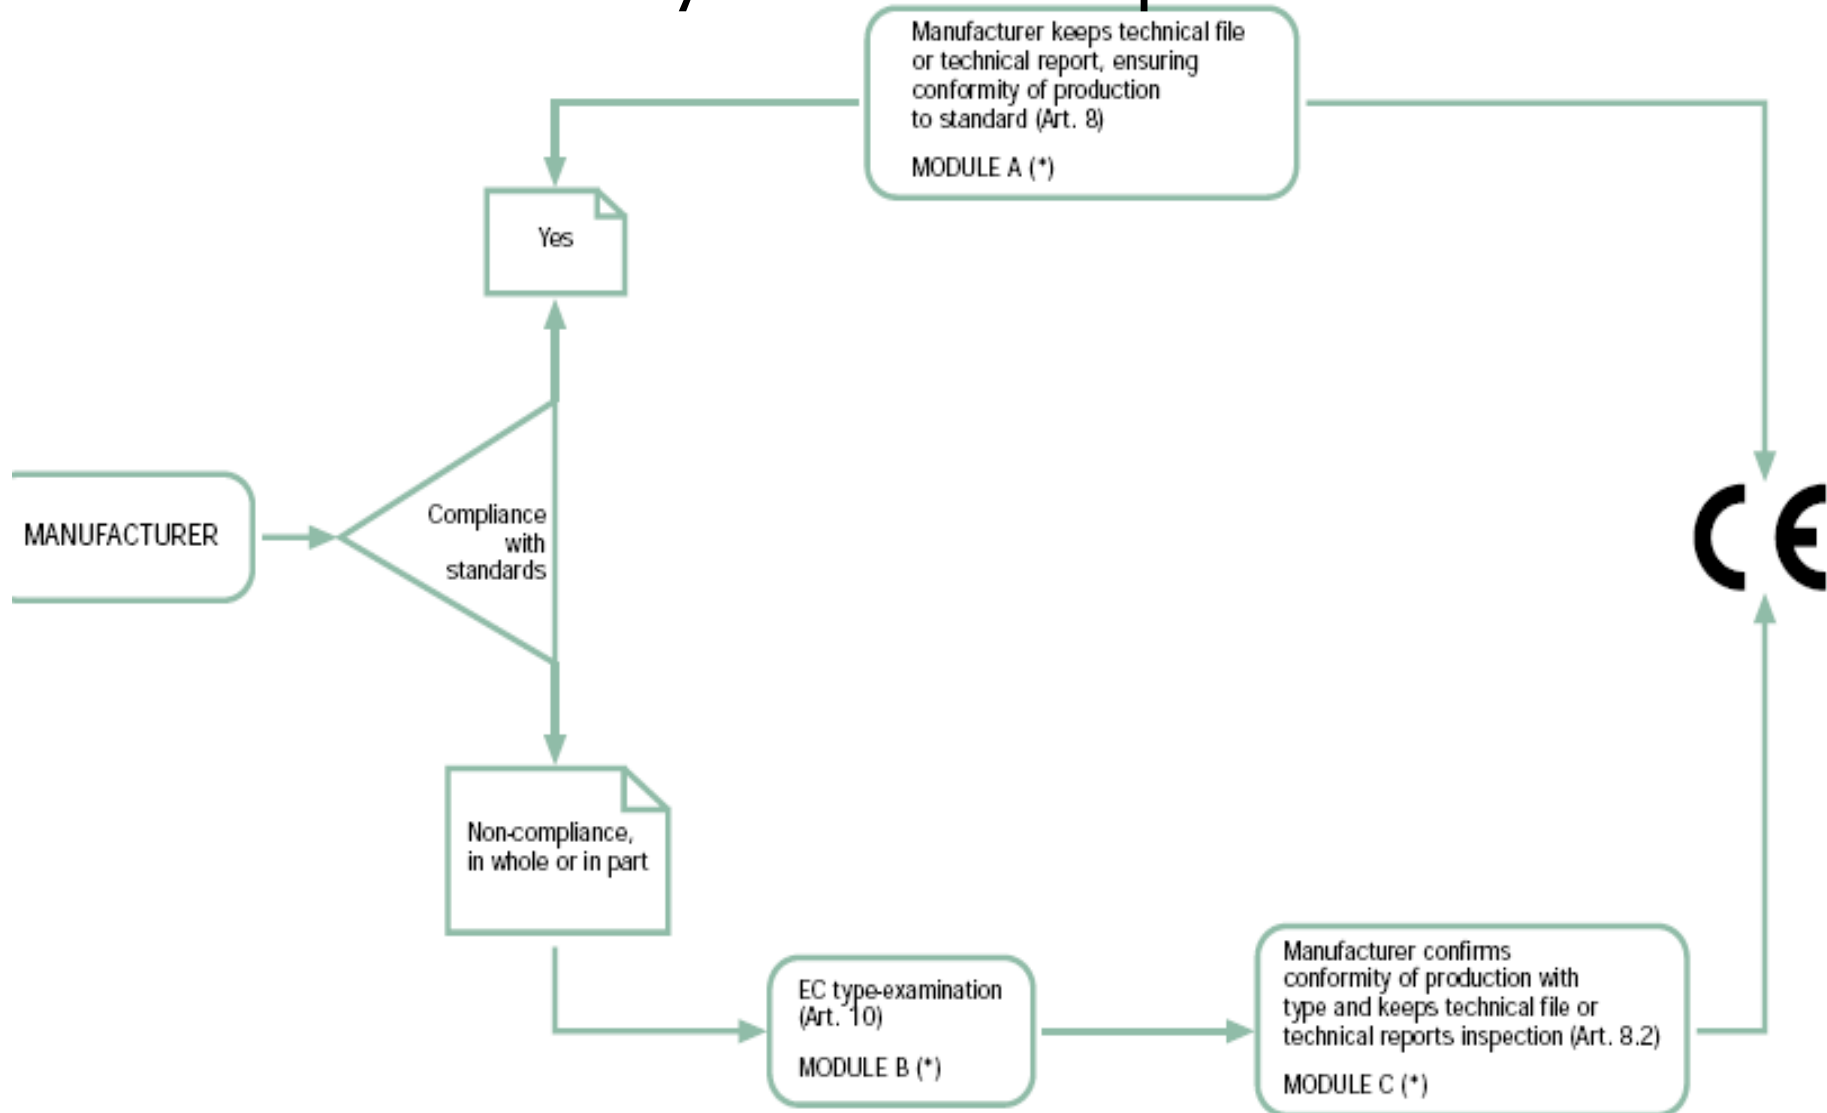 Manufacturer keeps technical file
or technical report, ensuring
conformity of production
to standard (Art. 8)
MODULE A (*)
Yes
Compliance
with
standards
MANUFACTURER
CE
Non-compliance,
in whole or in part
EC type-examination
(Art. 10)
MODULE B (*)
Manufacturer confirms
conformity of production with
type and keeps technical file or
technical reports inspection (Art. 8.2)
MODULE C (*)